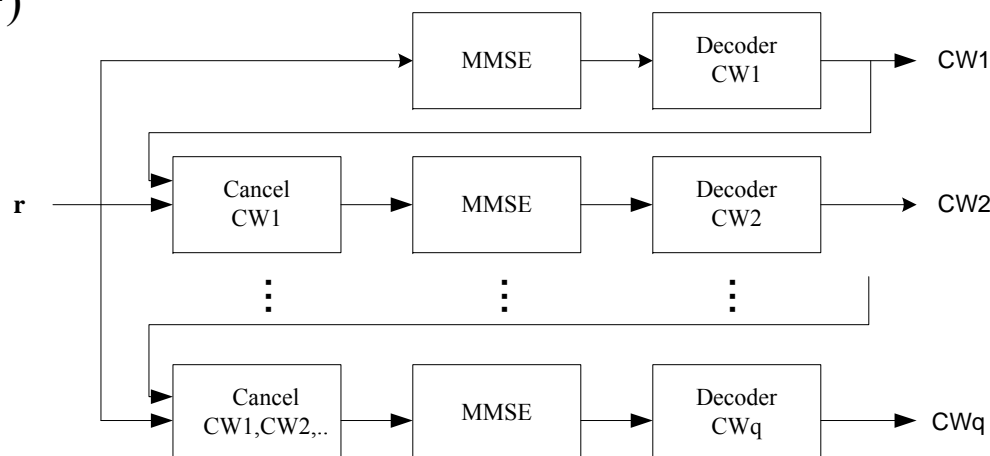 )
MMSE
Decoder
CW1
CW1
r
Cancel
CW1
MMSE
Decoder
CW2
CW2
Cancel
CW1,CW2,..
MMSE
Decoder
CWq
CWq